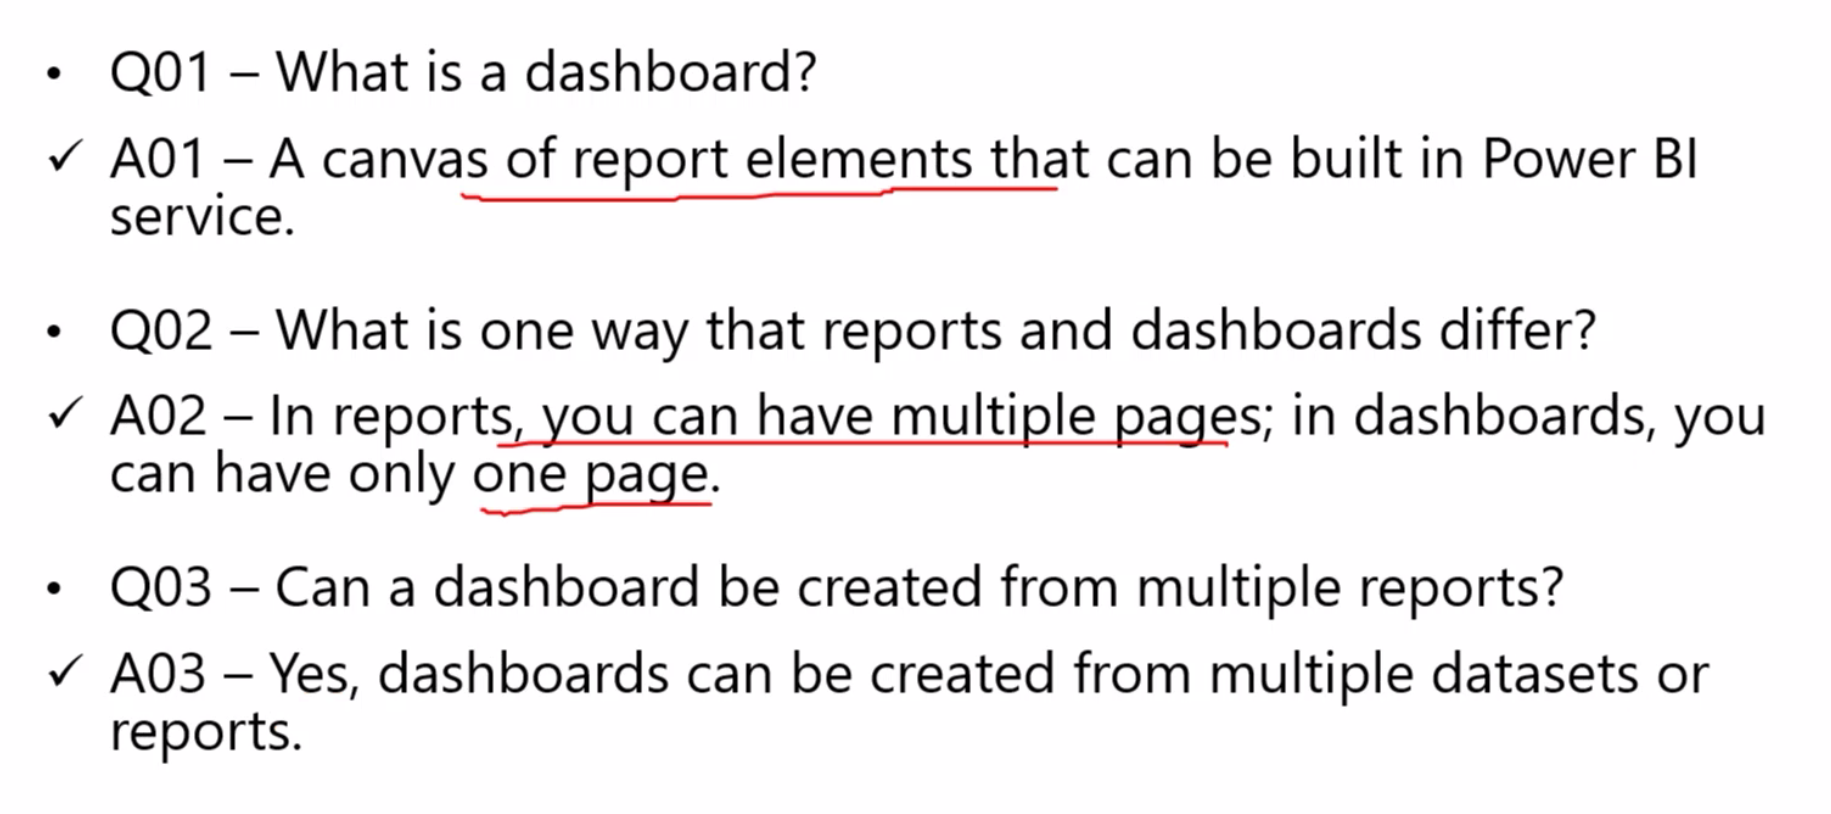 • Q01 – What is a dashboard?
✓ A01 – A canvas of report elements that can be built in Power BI
service.
• Q02 – What is one way that reports and dashboards differ?
✓ A02 – In reports, you can have multiple pages; in dashboards, you
can have only one page.
• Q03 – Can a dashboard be created from multiple reports?
✓ A03 – Yes, dashboards can be created from multiple datasets or
reports.